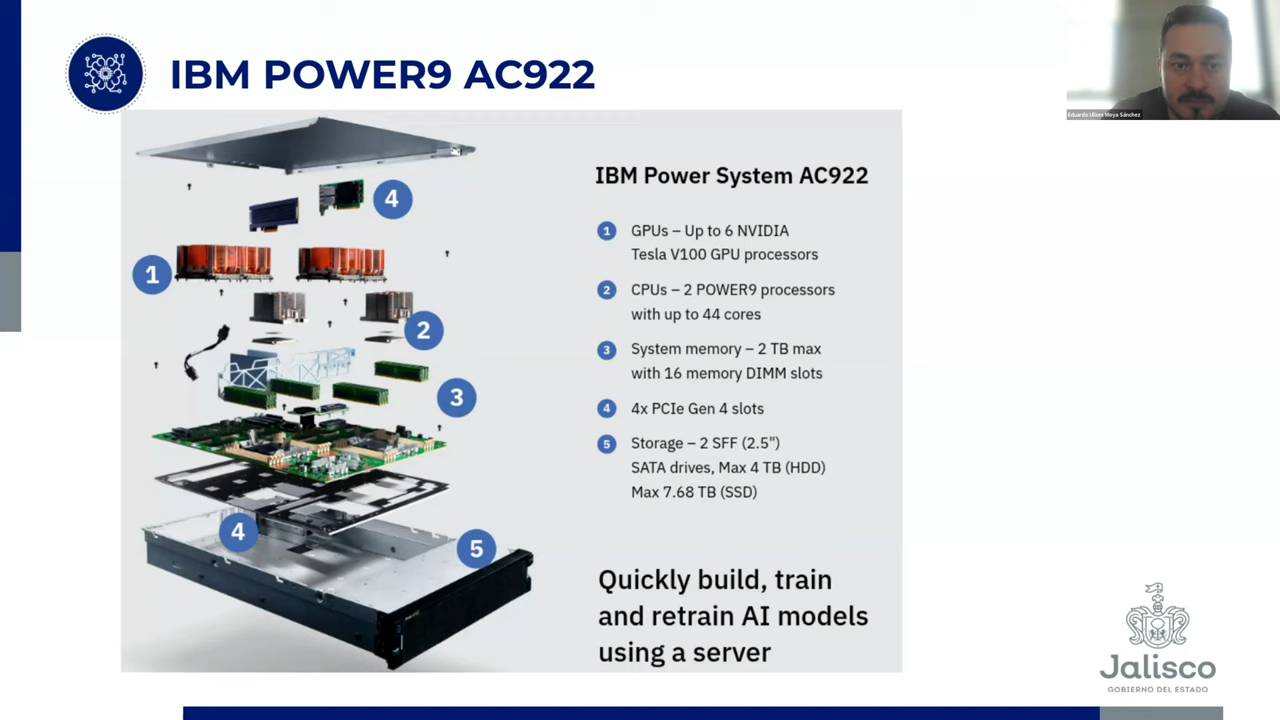 IBM POWER9 AC922
Eduardo Ulises Moya Sánchez
IBM Power System AC922
1 GPUs – Up to 6 NVIDIA
Tesla V100 GPU processors
2 CPUs – 2 POWER9 processors
with up to 44 cores
3 System memory – 2 TB max
with 16 memory DIMM slots
4 4x PCIe Gen 4 slots
5 Storage – 2 SFF (2.5")
SATA drives, Max 4 TB (HDD)
Max 7.68 TB (SSD)
Quickly build, train
and retrain AI models
using a server
4
1
2
3
4
5
Jalisco
GOBIERNO DEL ESTADO